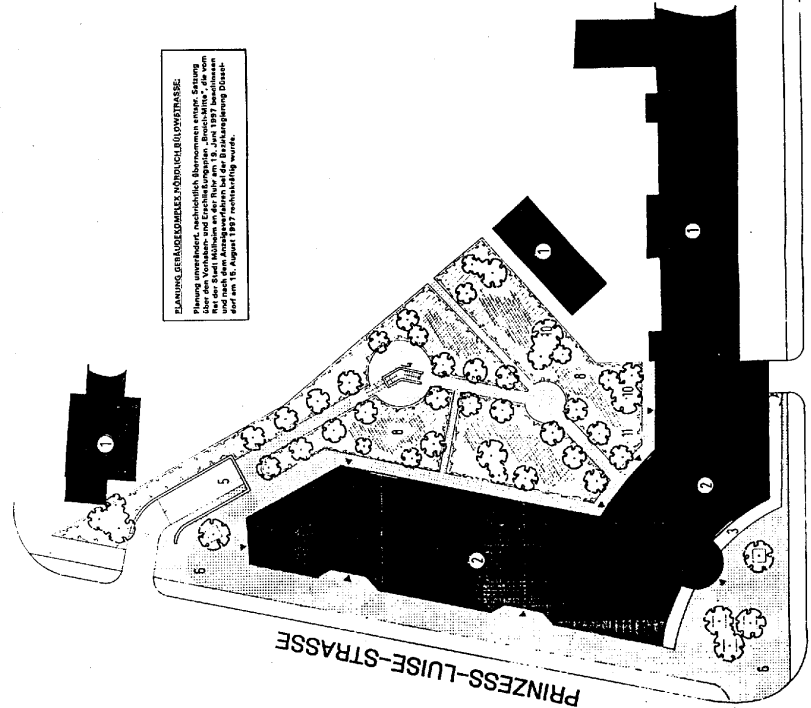 PLANUNG GEBÄUDEKOMPLEX NÖRDLICH BÜLOWSTRASSE:
Planung unverändert, nachrichtlich übernommen entspr. Satzung
über den Vorhaben- und Erschließungsplan „Broich-Mitte“, die vom
Rat der Stadt Mülheim an der Ruhr am 19. Juni 1997 beschlossen
und nach dem Anzeigeverfahren bei der Bezirksregierung Düssel-
dorf am 15. August 1997 rechtskräftig wurde.
1
1
1
5
6
8
4
10
8
10
11
2
2
3
6
PRINZESS-LUISE-STRASSE